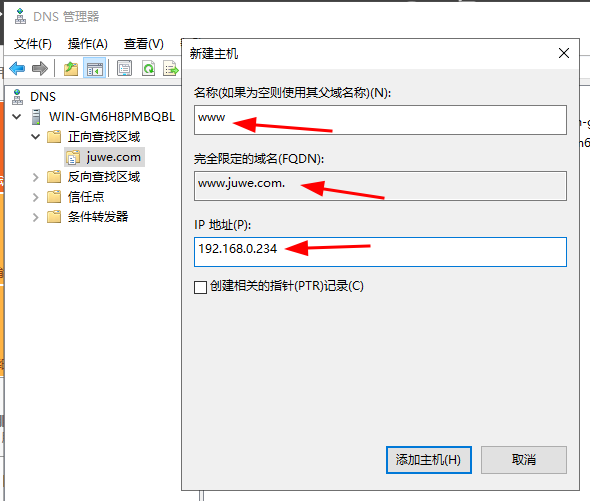 DNS 管理器
文件(F) 操作(A) 查看(V)
DNS
WIN-GM6H8PMBQBL
正向查找区域
juwe.com
反向查找区域
信任点
条件转发器
新建主机
名称(如果为空则使用其父域名称)(N):
www
完全限定的域名(FQDN):
www.juwe.com.
IP 地址(P):
192.168.0.234
创建相关的指针(PTR)记录(C)
添加主机(H) 取消